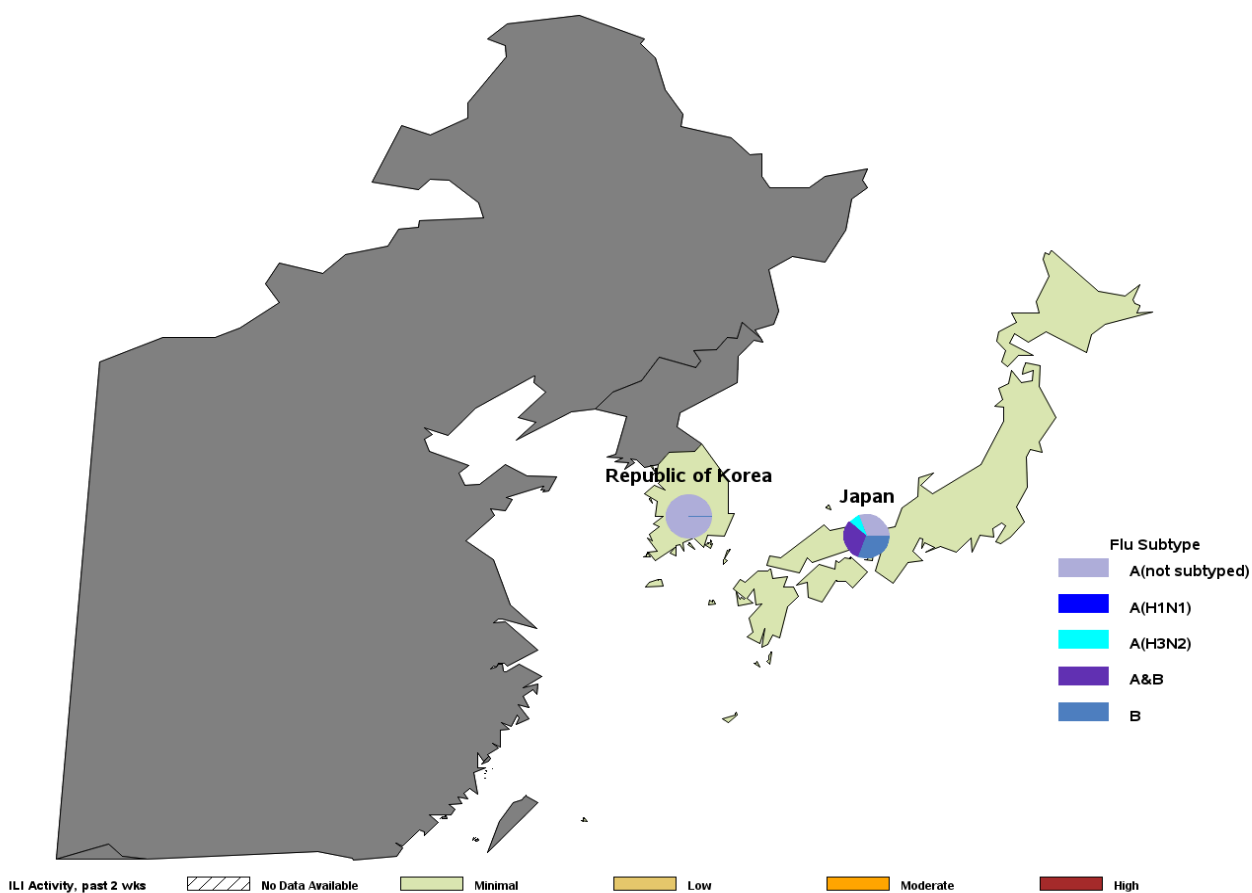 Republic of Korea
Japan
Flu Subtype
A(not subtyped)
A(H1N1)
A(H3N2)
A&B
B
ILI Activity, past 2 wks No Data Available Minimal Low Moderate High